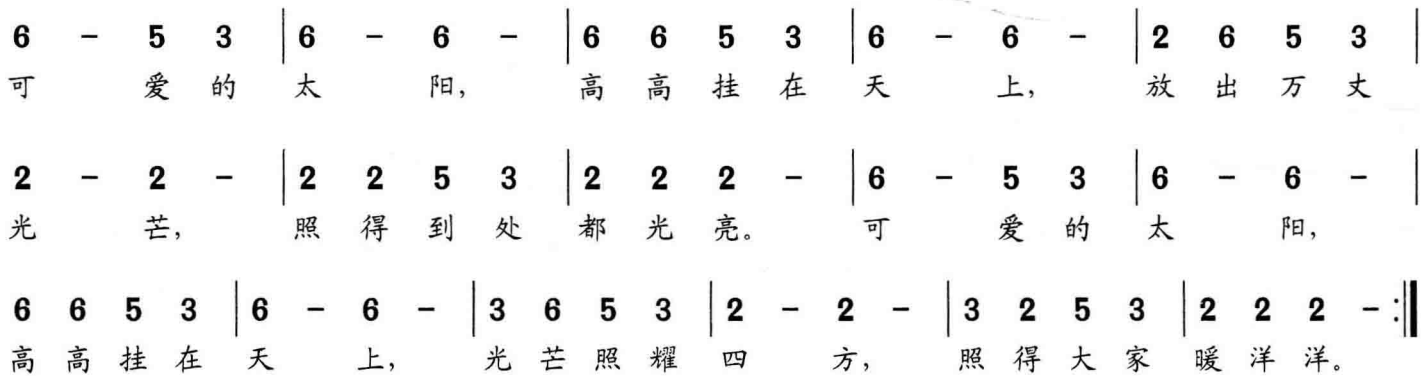 6 - 5 3 | 6 - 6 - | 6 6 5 3 | 6 - 6 - | 2 6 5 3 |
可 爱 的 太 阳， 高 高 挂 在 天 上， 放 出 万 丈
2 - 2 - | 2 2 5 3 | 2 2 2 - | 6 - 5 3 | 6 - 6 - |
光 芒， 照 得 到 处 都 光 亮。 可 爱 的 太 阳，
6 6 5 3 | 6 - 6 - | 3 6 5 3 | 2 - 2 - | 3 2 5 3 | 2 2 2 - :‖
高 高 挂 在 天 上， 光 芒 照 耀 四 方， 照 得 大 家 暖 洋 洋。